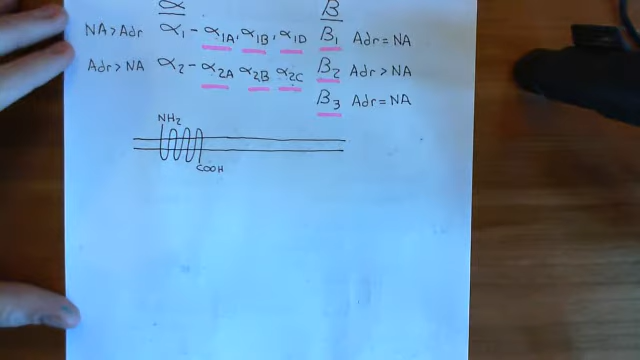 α β
NA > Adr α1 - α1A, α1B, α1D β1 Adr = NA
Adr > NA α2 - α2A α2B α2C β2 Adr > NA
β3 Adr = NA
NH2
COOH